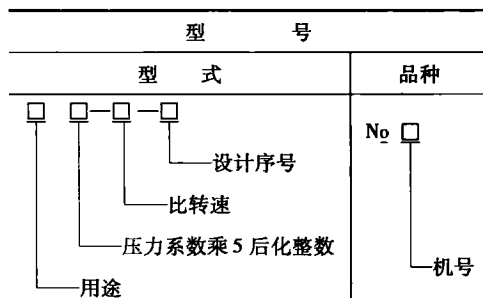 型 号
型 式 品种
□ □—□—□ No □
设计序号
比转速
压力系数乘5后化整数
机号
用途